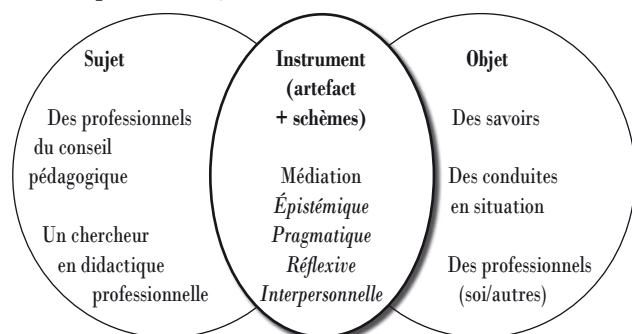 Sujet
Des professionnels
du conseil
pédagogique
Un chercheur
en didactique
professionnelle
Instrument
(artefact
+ schèmes)
Médiation
Épistémique
Pragmatique
Réflexive
Interpersonnelle
Objet
Des savoirs
Des conduites
en situation
Des professionnels
(soi/autres)